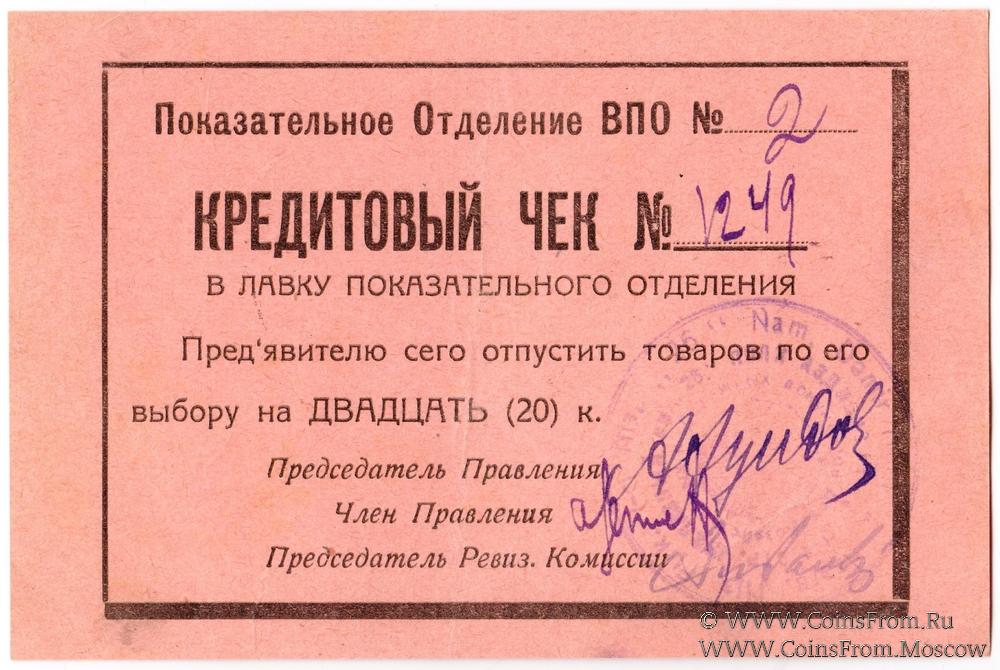 Показательное Отделение ВПО № 2
КРЕДИТОВЫЙ ЧЕК № 1249
В ЛАВКУ ПОКАЗАТЕЛЬНОГО ОТДЕЛЕНИЯ
Пред‘явителю сего отпустить товаров по его
выбору на ДВАДЦАТЬ (20) к.
Председатель Правления
Член Правления
Председатель Ревиз. Комиссии
Nam
© WWW.CoinsFrom.Ru
WWW.CoinsFrom.Moscow